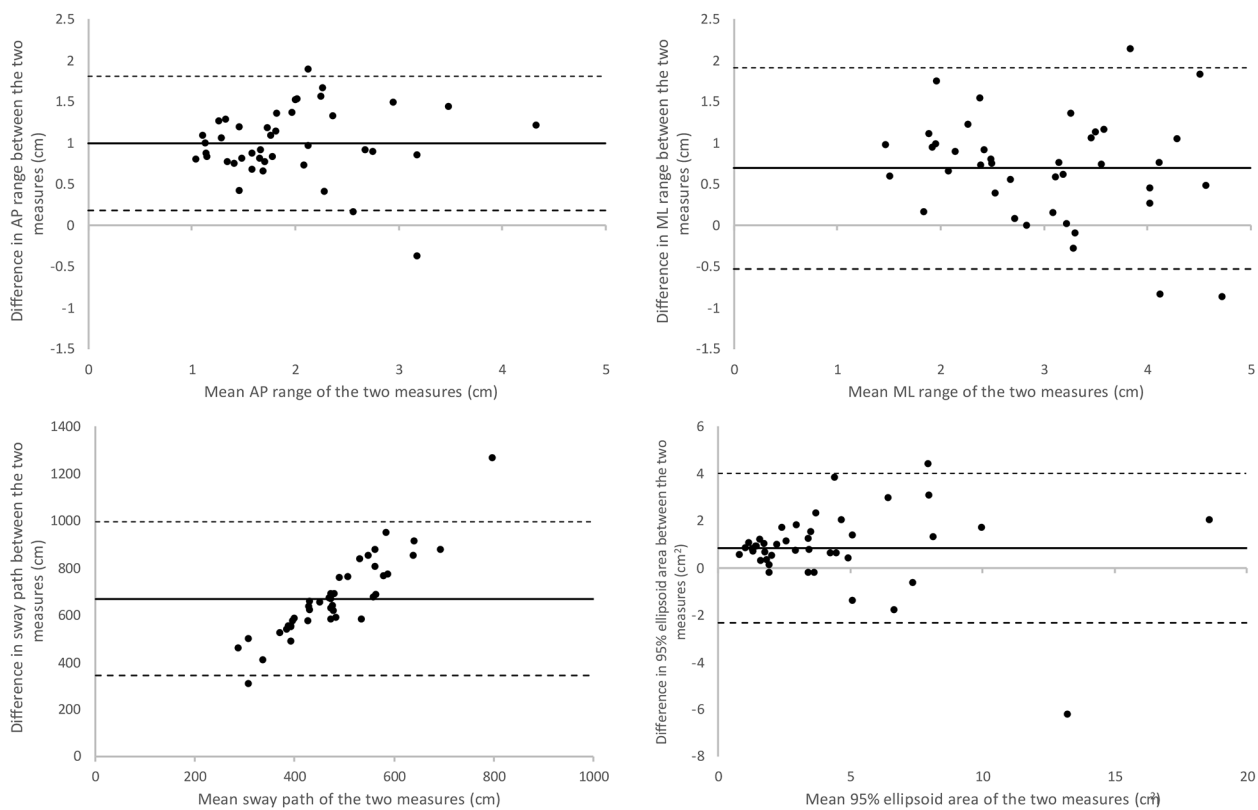 Difference in AP range between the two
measures (cm)
2.5
2
1.5
1
0.5
0
-0.5
-1
-1.5
0 1 2 3 4 5
Mean AP range of the two measures (cm)
Difference in ML range between the two
measures (cm)
2.5
2
1.5
1
0.5
0
-0.5
-1
-1.5
0 1 2 3 4 5
Mean ML range of the two measures (cm)
Difference in sway path between the two
measures (cm)
1400
1200
1000
800
600
400
200
0
0 200 400 600 800 1000
Mean sway path of the two measures (cm)
Difference in 95% ellipsoid area between the two
measures (cm²)
6
4
2
0
-2
-4
-6
-8
0 5 10 15 20
Mean 95% ellipsoid area of the two measures (cm²)